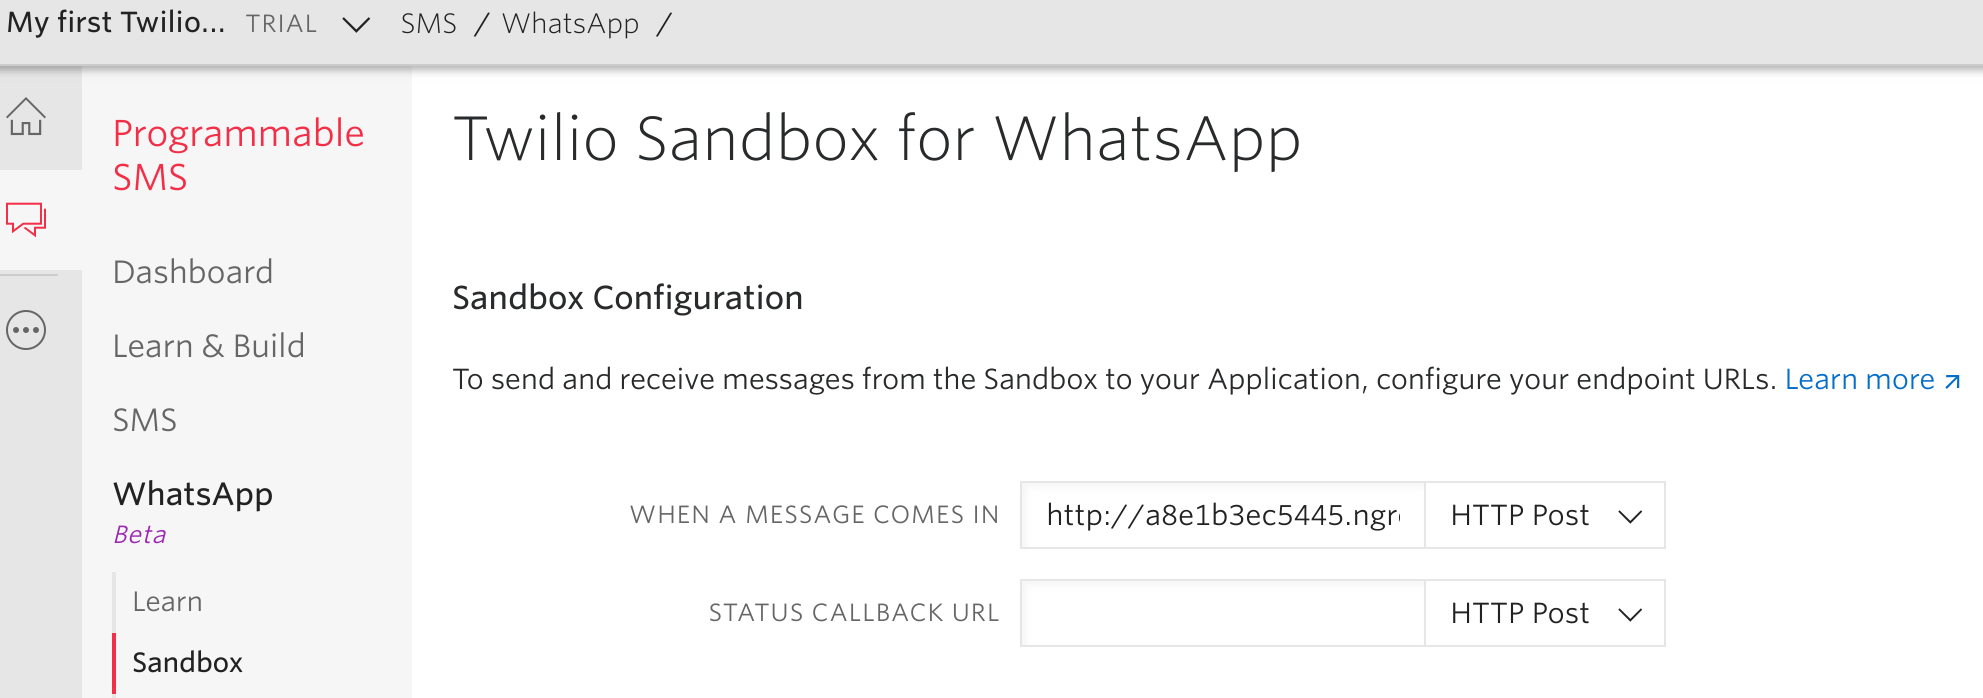 My first Twilio... TRIAL SMS / WhatsApp /
Programmable
SMS
Dashboard
Learn & Build
SMS
WhatsApp
Beta
Learn
Sandbox
Twilio Sandbox for WhatsApp
Sandbox Configuration
To send and receive messages from the Sandbox to your Application, configure your endpoint URLs. Learn more
WHEN A MESSAGE COMES IN http://a8e1b3ec5445.ngr HTTP Post
STATUS CALLBACK URL HTTP Post